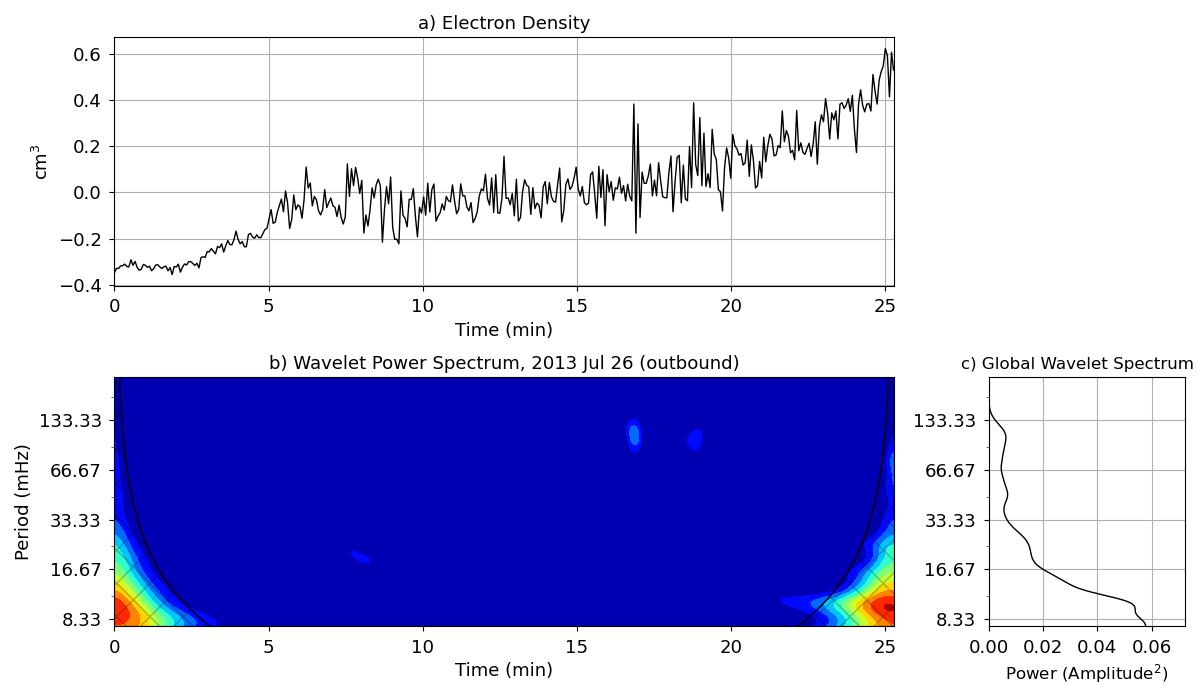 a) Electron Density
0.6
0.4
0.2
0.0
−0.2
−0.4
cm³
0 5 10 15 20 25
Time (min)
b) Wavelet Power Spectrum, 2013 Jul 26 (outbound)
133.33
66.67
33.33
16.67
8.33
Period (mHz)
0 5 10 15 20 25
Time (min)
c) Global Wavelet Spectrum
133.33
66.67
33.33
16.67
8.33
0.00 0.02 0.04 0.06
Power (Amplitude²)